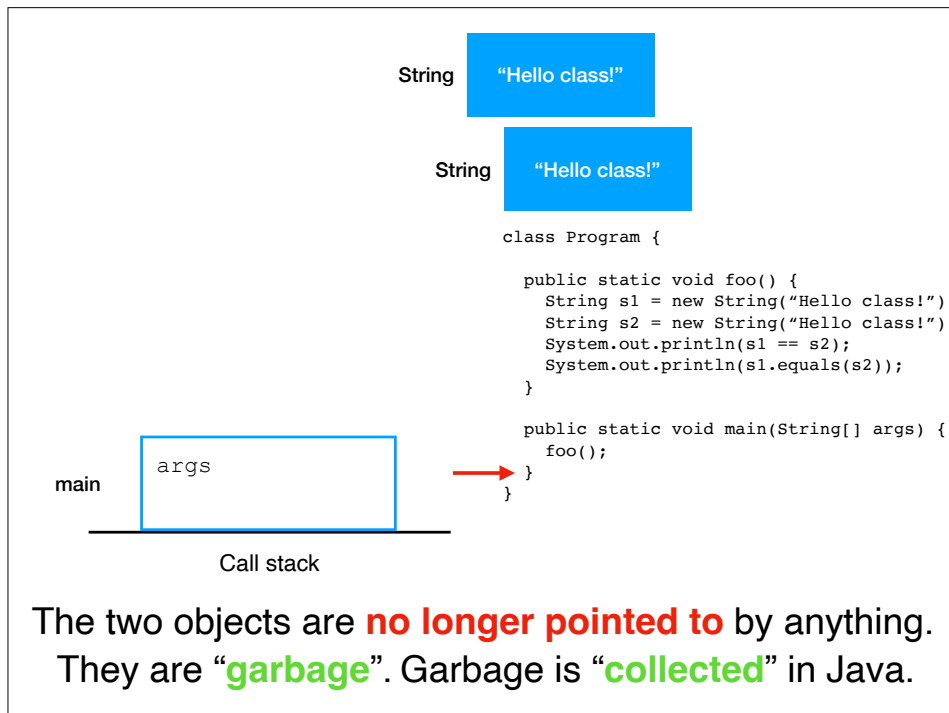 String “Hello class!”
String “Hello class!”
class Program {
public static void foo() {
String s1 = new String(“Hello class!”)
String s2 = new String(“Hello class!”)
System.out.println(s1 == s2);
System.out.println(s1.equals(s2));
}
public static void main(String[] args) {
foo();
}
}
args
main
Call stack
The two objects are no longer pointed to by anything.
They are “garbage”. Garbage is “collected” in Java.